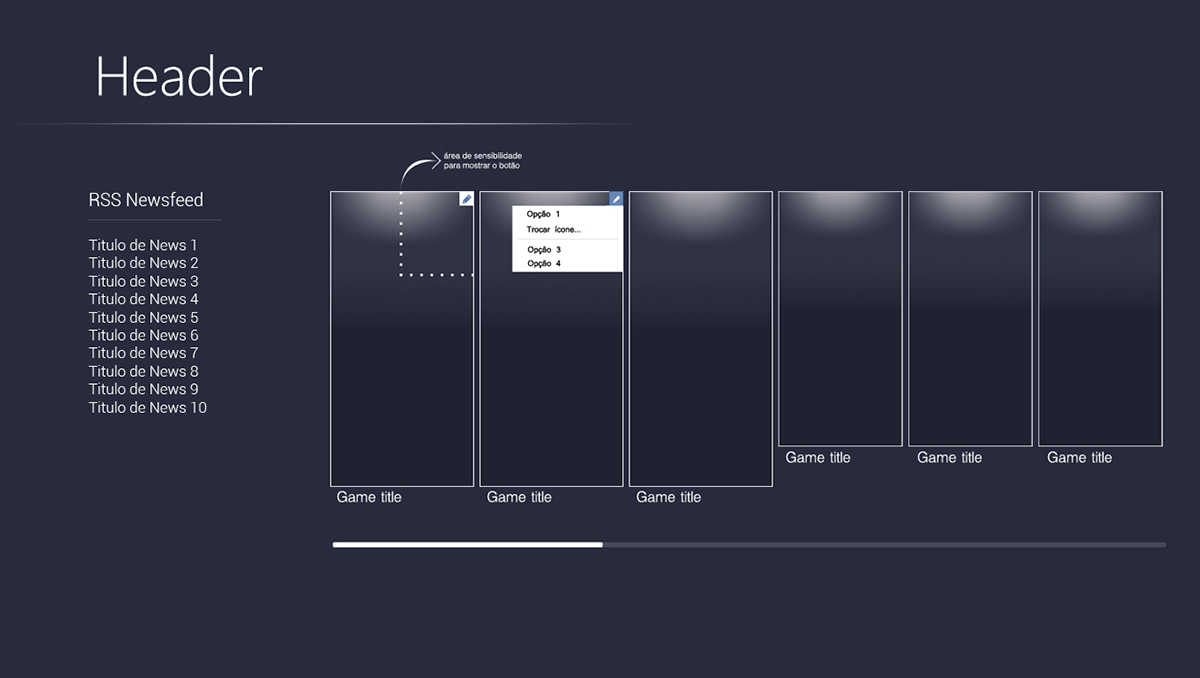 Header
área de sensibilidade
para mostrar o botão
RSS Newsfeed
Titulo de News 1
Titulo de News 2
Titulo de News 3
Titulo de News 4
Titulo de News 5
Titulo de News 6
Titulo de News 7
Titulo de News 8
Titulo de News 9
Titulo de News 10
Opção 1
Trocar ícone...
Opção 3
Opção 4
Game title
Game title
Game title
Game title
Game title
Game title